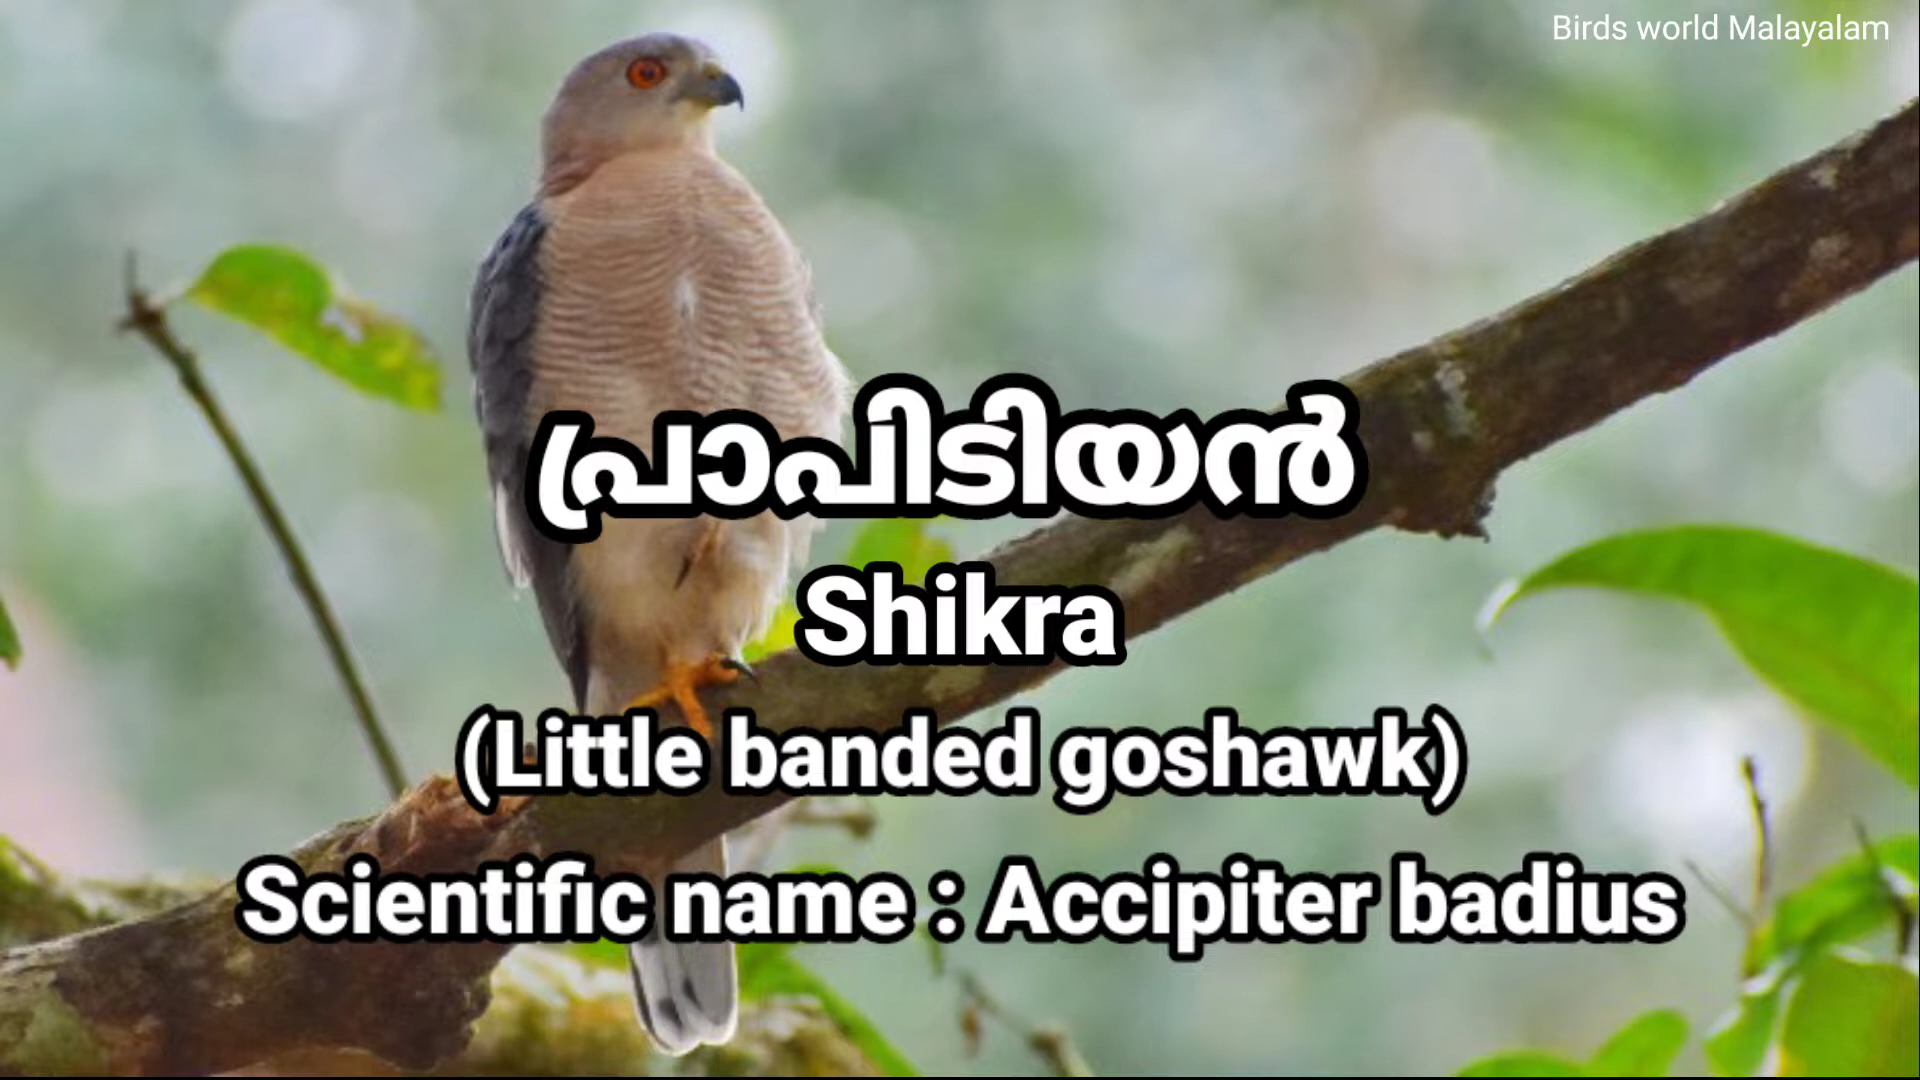 Birds world Malayalam
പ്രാപിടിയൻ
Shikra
(Little banded goshawk)
Scientific name : Accipiter badius